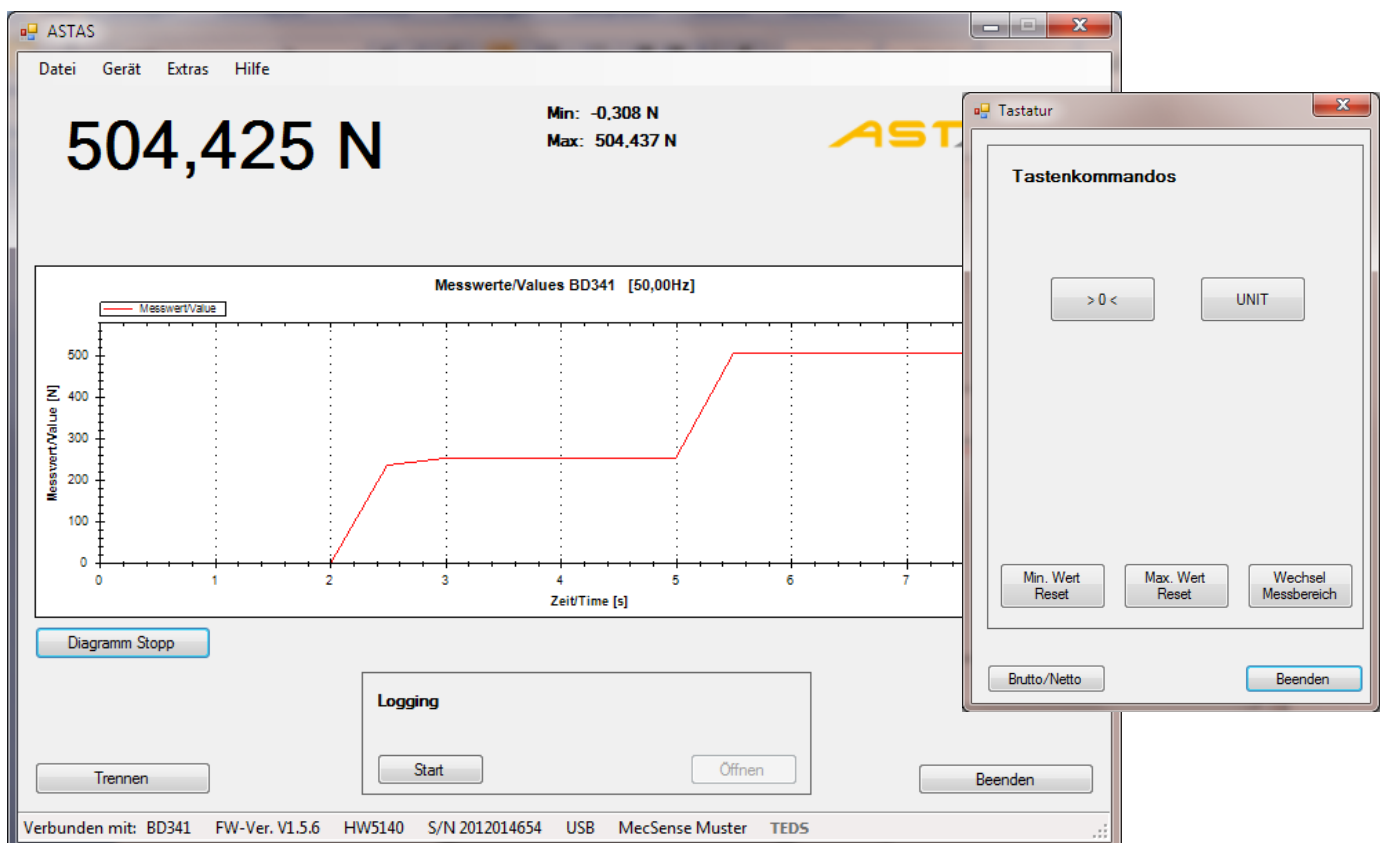 ASTAS
Datei Gerät Extras Hilfe
504,425 N
Min: -0,308 N
Max: 504,437 N
Messwerte/Values BD341 [50,00Hz]
Messwert/Value
Messwert/Value [N]
500
400
300
200
100
0
0 1 2 3 4 5 6 7
Zeit/Time [s]
Diagramm Stopp
Logging
Start
Öffnen
Trennen
Beenden
Verbunden mit: BD341 FW-Ver. V1.5.6 HW5140 S/N 2012014654 USB MecSense Muster TEDS
Tastatur
Tastenkommandos
> 0 <
UNIT
Min. Wert
Reset
Max. Wert
Reset
Wechsel
Messbereich
Brutto/Netto
Beenden